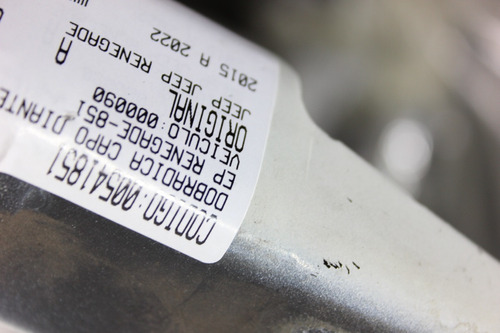 CODIGO:00541851
DOBRADICA CAPO DIANTE
EP RENEGADE-851
VEICULO:000090
ORIGINAL
JEEP JEEP RENEGADE A
2015 A 2022